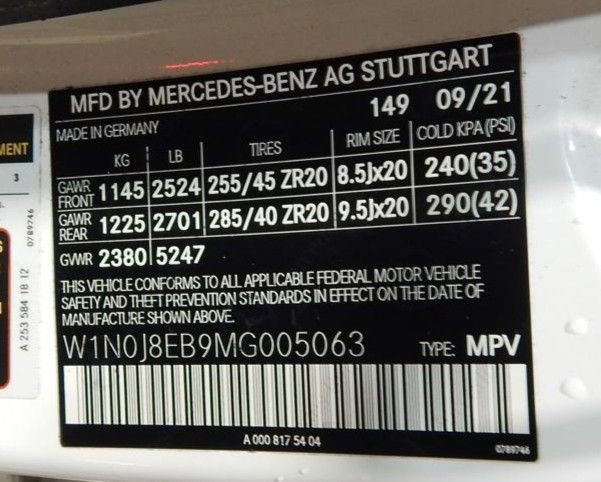 MFD BY MERCEDES-BENZ AG STUTTGART
149 09/21
MADE IN GERMANY
KG LB TIRES RIM SIZE COLD KPA(PSI)
GAWR FRONT 1145 2524 255/45 ZR20 8.5Jx20 240(35)
GAWR REAR 1225 2701 285/40 ZR20 9.5Jx20 290(42)
GVWR 2380 5247
THIS VEHICLE CONFORMS TO ALL APPLICABLE FEDERAL MOTOR VEHICLE
SAFETY AND THEFT PREVENTION STANDARDS IN EFFECT ON THE DATE OF
MANUFACTURE SHOWN ABOVE.
W1N0J8EB9MG005063 TYPE: MPV
A 000 817 54 04
0789746
MENT
3
0789746
A 253 584 18 12